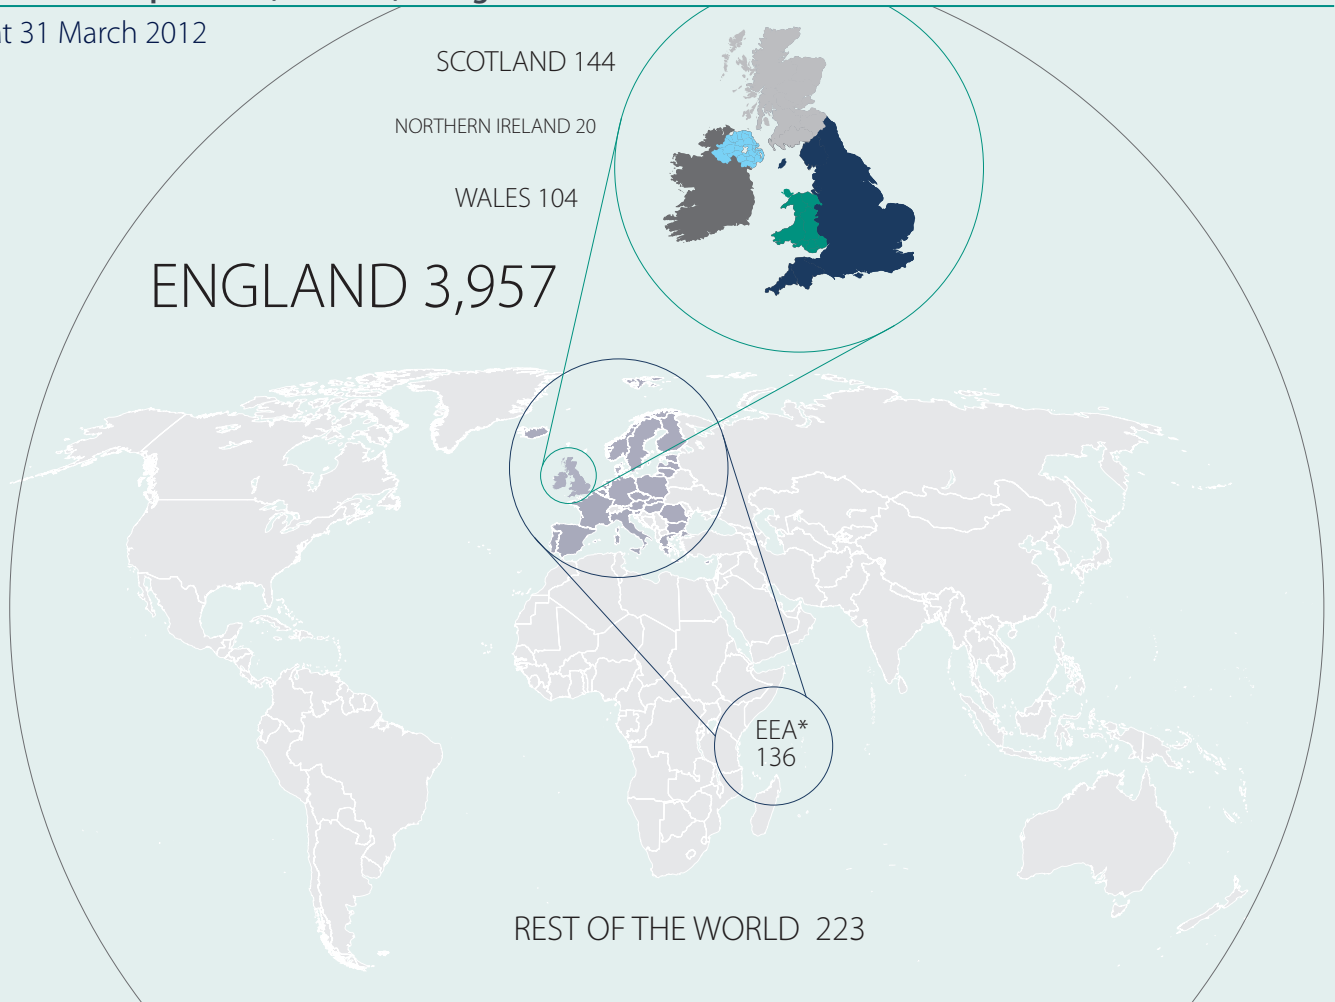 at 31 March 2012
SCOTLAND 144
NORTHERN IRELAND 20
WALES 104
ENGLAND 3,957
EEA*
136
REST OF THE WORLD 223